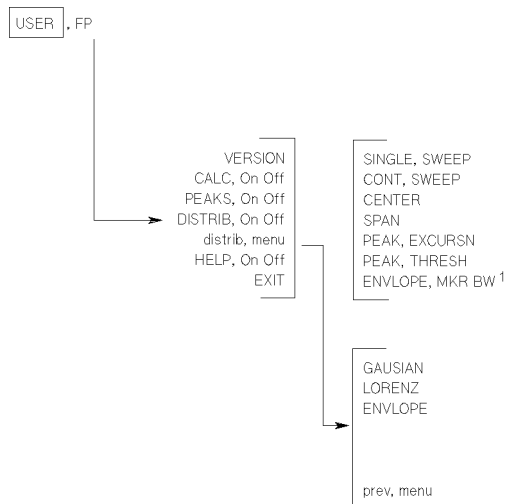 USER , FP
VERSION
CALC, On Off
PEAKS, On Off
DISTRIB, On Off
distrib, menu
HELP, On Off
EXIT
SINGLE, SWEEP
CONT, SWEEP
CENTER
SPAN
PEAK, EXCURSN
PEAK, THRESH
ENVLOPE, MKR BW 1
GAUSIAN
LORENZ
ENVLOPE
prev, menu